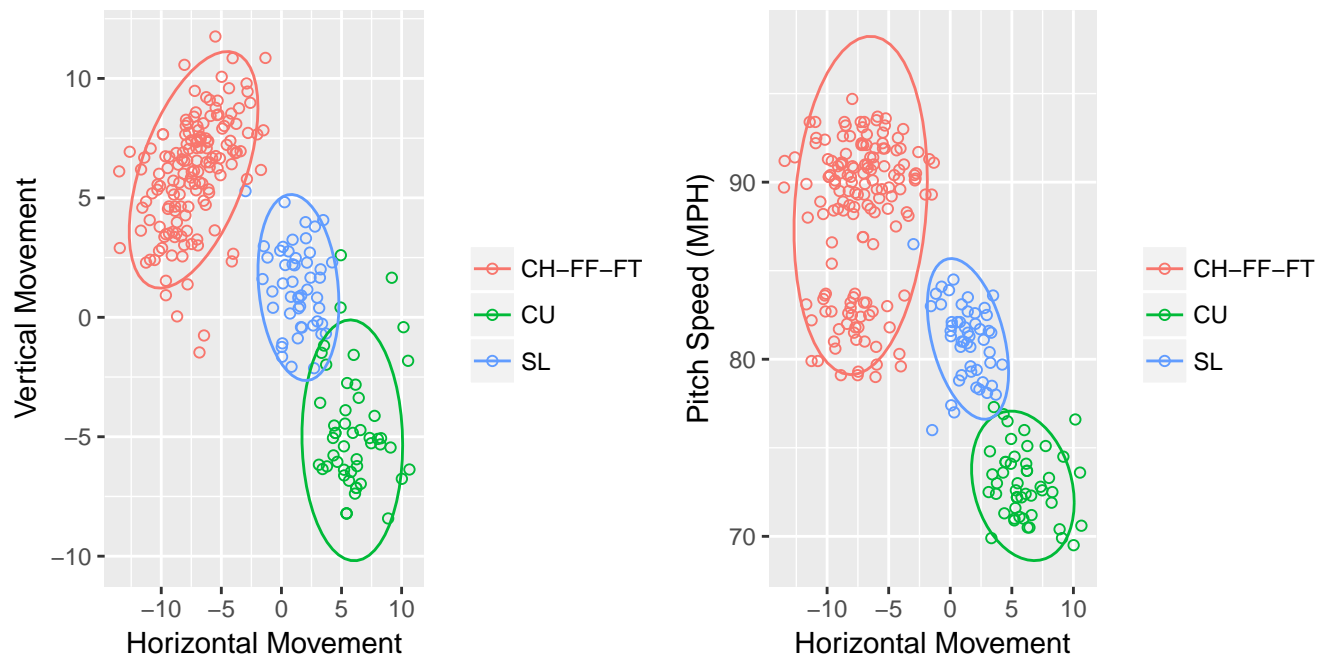 Vertical Movement
10
5
0
−5
−10
−10 −5 0 5 10
Horizontal Movement
CH−FF−FT
CU
SL
Pitch Speed (MPH)
90
80
70
−10 −5 0 5 10
Horizontal Movement
CH−FF−FT
CU
SL